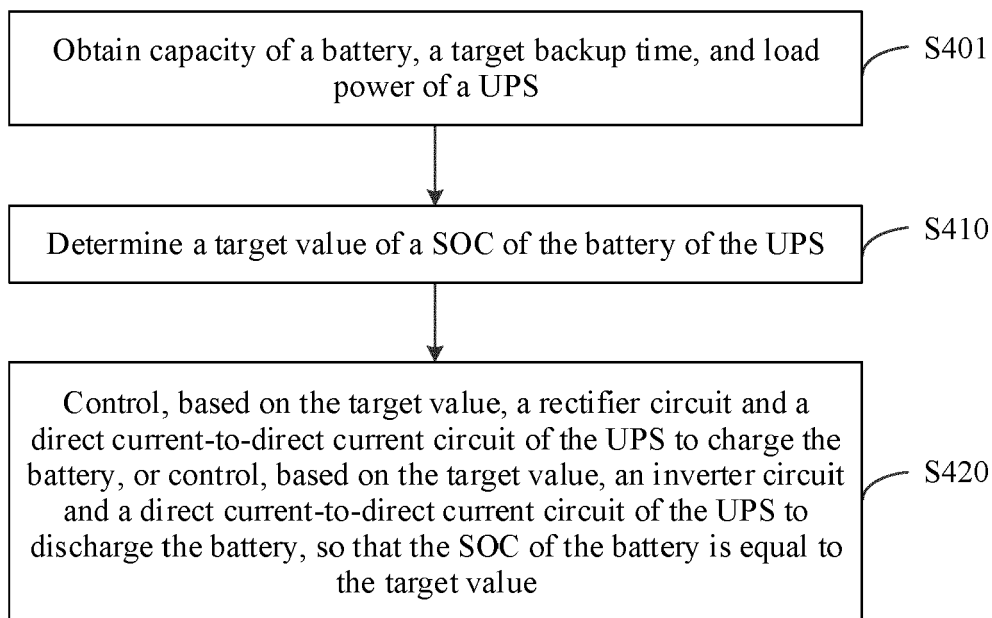 Obtain capacity of a battery, a target backup time, and load
power of a UPS
S401
Determine a target value of a SOC of the battery of the UPS
S410
Control, based on the target value, a rectifier circuit and a
direct current-to-direct current circuit of the UPS to charge the
battery, or control, based on the target value, an inverter circuit
and a direct current-to-direct current circuit of the UPS to
discharge the battery, so that the SOC of the battery is equal to
the target value
S420